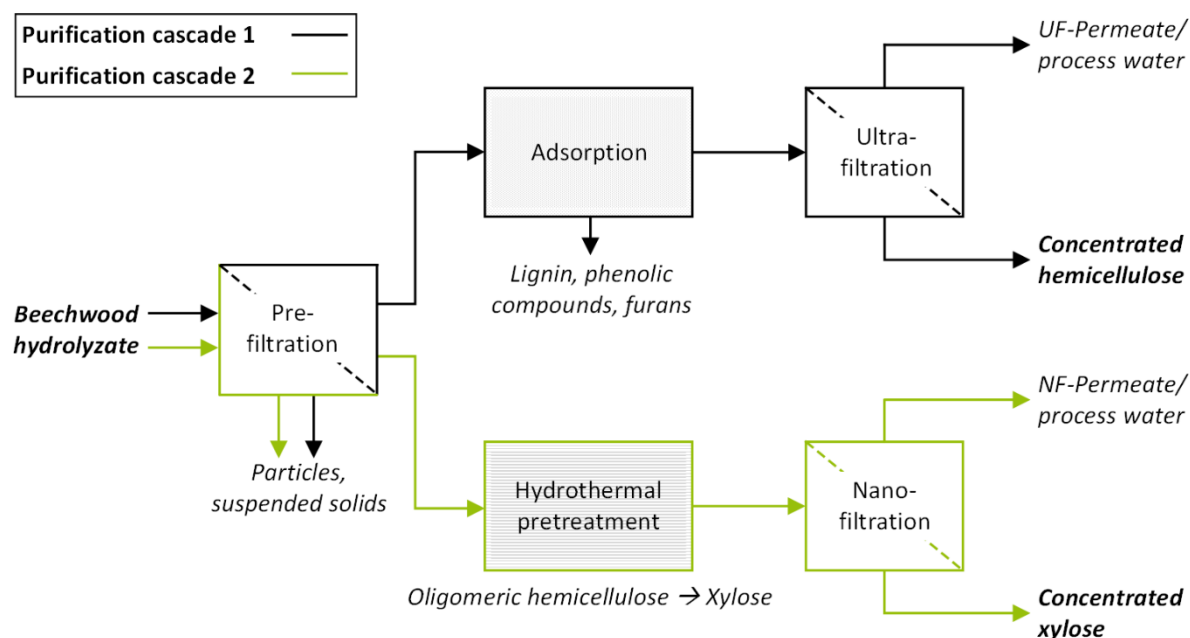 Purification cascade 1
Purification cascade 2
UF-Permeate/
process water
Adsorption
Ultra-
filtration
Lignin, phenolic
compounds, furans
Concentrated
hemicellulose
Beechwood
hydrolyzate
Pre-
filtration
Particles,
suspended solids
NF-Permeate/
process water
Hydrothermal
pretreatment
Nano-
filtration
Oligomeric hemicellulose → Xylose
Concentrated
xylose